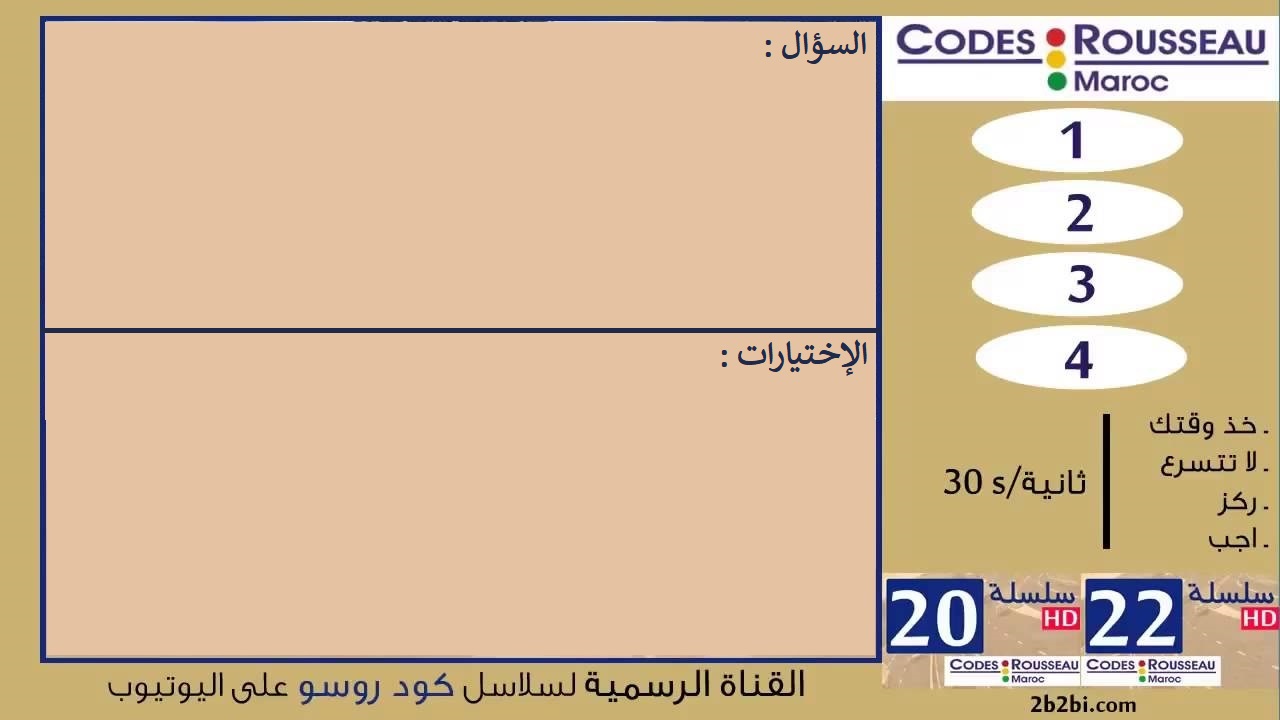 السؤال :
الإختيارات :
CODES ROUSSEAU
Maroc
1
2
3
4
. خذ وقتك
. لا تتسرع
. ركز
. اجب
30 s/ثانية
سلسلة
20
HD
CODES ROUSSEAU
Maroc
سلسلة
22
HD
CODES ROUSSEAU
Maroc
القناة الرسمية لسلاسل كود روسو على اليوتيوب
2b2bi.com